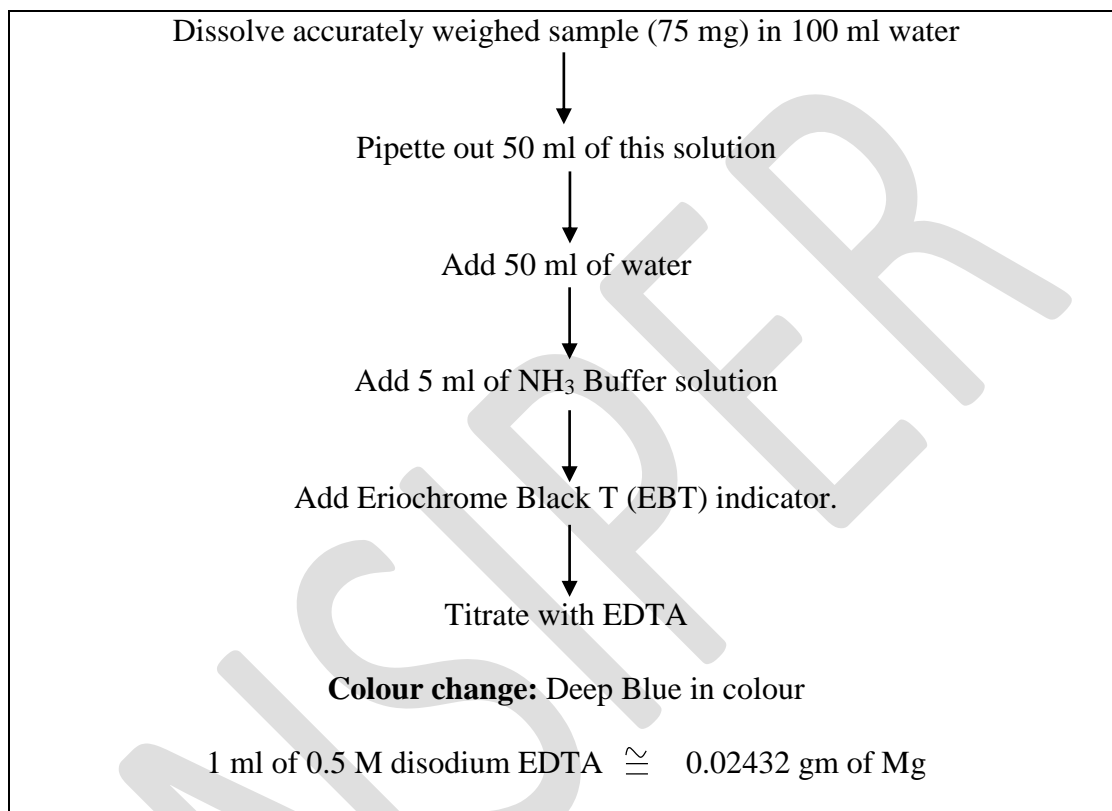 Dissolve accurately weighed sample (75 mg) in 100 ml water
Pipette out 50 ml of this solution
Add 50 ml of water
Add 5 ml of NH₃ Buffer solution
Add Eriochrome Black T (EBT) indicator.
Titrate with EDTA
Colour change: Deep Blue in colour
1 ml of 0.5 M disodium EDTA ≅ 0.02432 gm of Mg
NSIPER